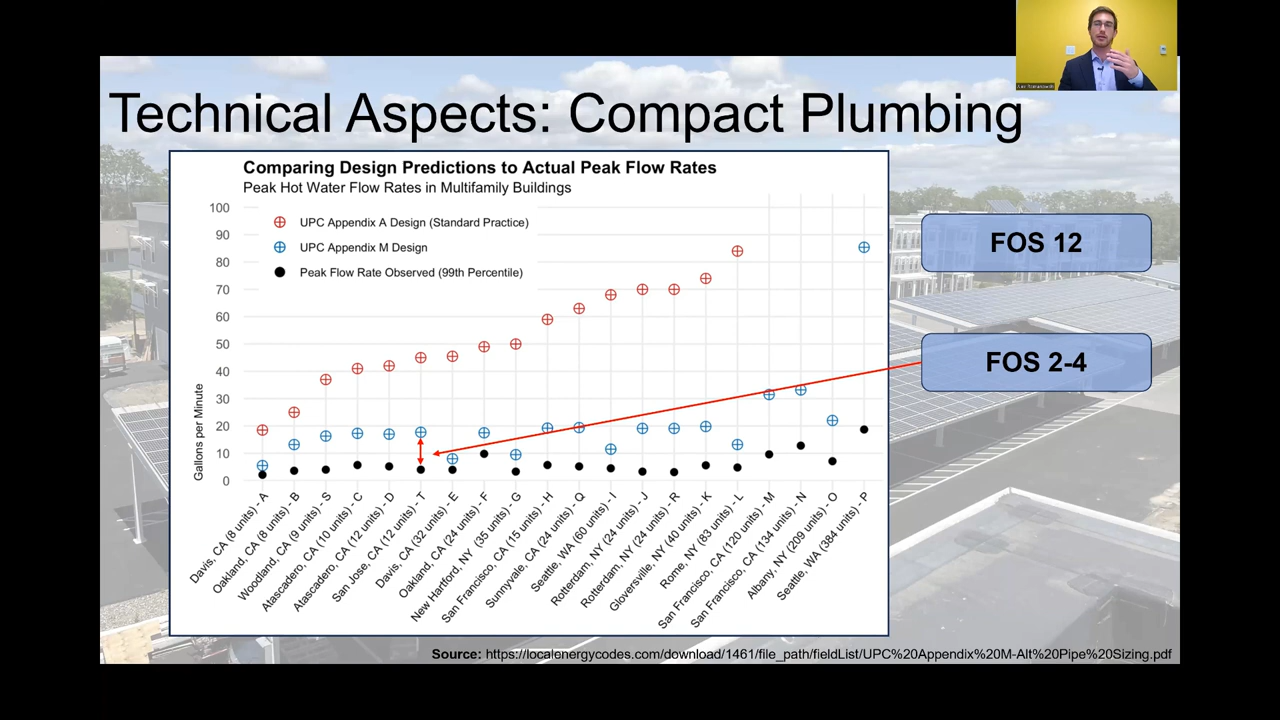 Technical Aspects: Compact Plumbing
Comparing Design Predictions to Actual Peak Flow Rates
Peak Hot Water Flow Rates in Multifamily Buildings
UPC Appendix A Design (Standard Practice)
UPC Appendix M Design
Peak Flow Rate Observed (99th Percentile)
100
90
80
70
60
50
40
30
20
10
0
Gallons per Minute
Davis, CA (8 units) - A
Oakland, CA (8 units) - B
Woodland, CA (9 units) - S
Atascadero, CA (10 units) - C
Atascadero, CA (12 units) - D
San Jose, CA (12 units) - T
Davis, CA (32 units) - E
Oakland, CA (24 units) - F
New Hartford, NY (35 units) - G
San Francisco, CA (15 units) - H
Sunnyvale, CA (24 units) - Q
Seattle, WA (60 units) - I
Rotterdam, NY (24 units) - J
Rotterdam, NY (24 units) - R
Gloversville, NY (40 units) - K
Rome, NY (83 units) - L
San Francisco, CA (120 units) - M
San Francisco, CA (134 units) - N
Albany, NY (209 units) - O
Seattle, WA (384 units) - P
FOS 12
FOS 2-4
Source: https://localenergycodes.com/download/1461/file_path/fieldList/UPC%20Appendix%20M-Alt%20Pipe%20Sizing.pdf